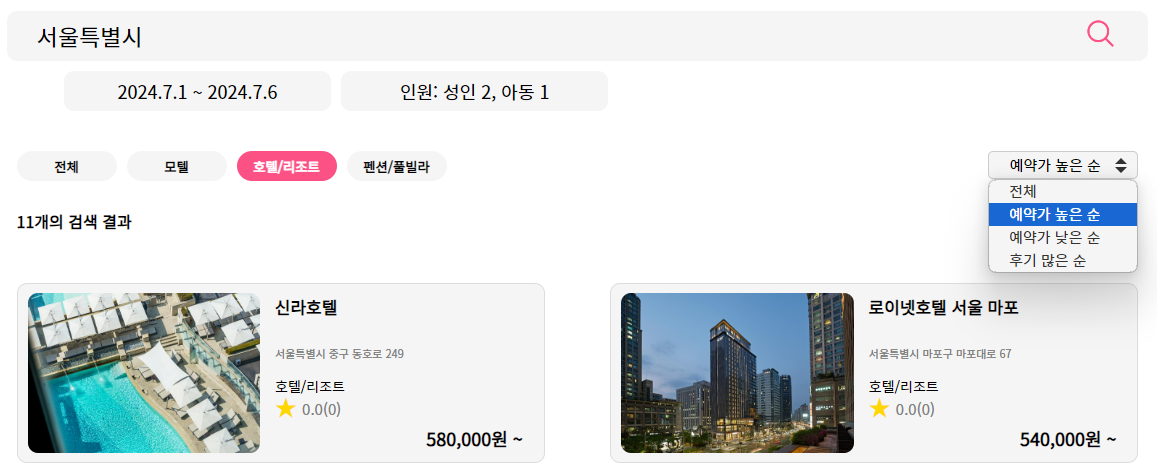 서울특별시
2024.7.1 ~ 2024.7.6
인원: 성인 2, 아동 1
전체
모텔
호텔/리조트
펜션/풀빌라
예약가 높은 순
전체
예약가 높은 순
예약가 낮은 순
후기 많은 순
11개의 검색 결과
신라호텔
서울특별시 중구 동호로 249
호텔/리조트
0.0(0)
580,000원 ~
로이넷호텔 서울 마포
서울특별시 마포구 마포대로 67
호텔/리조트
0.0(0)
540,000원 ~